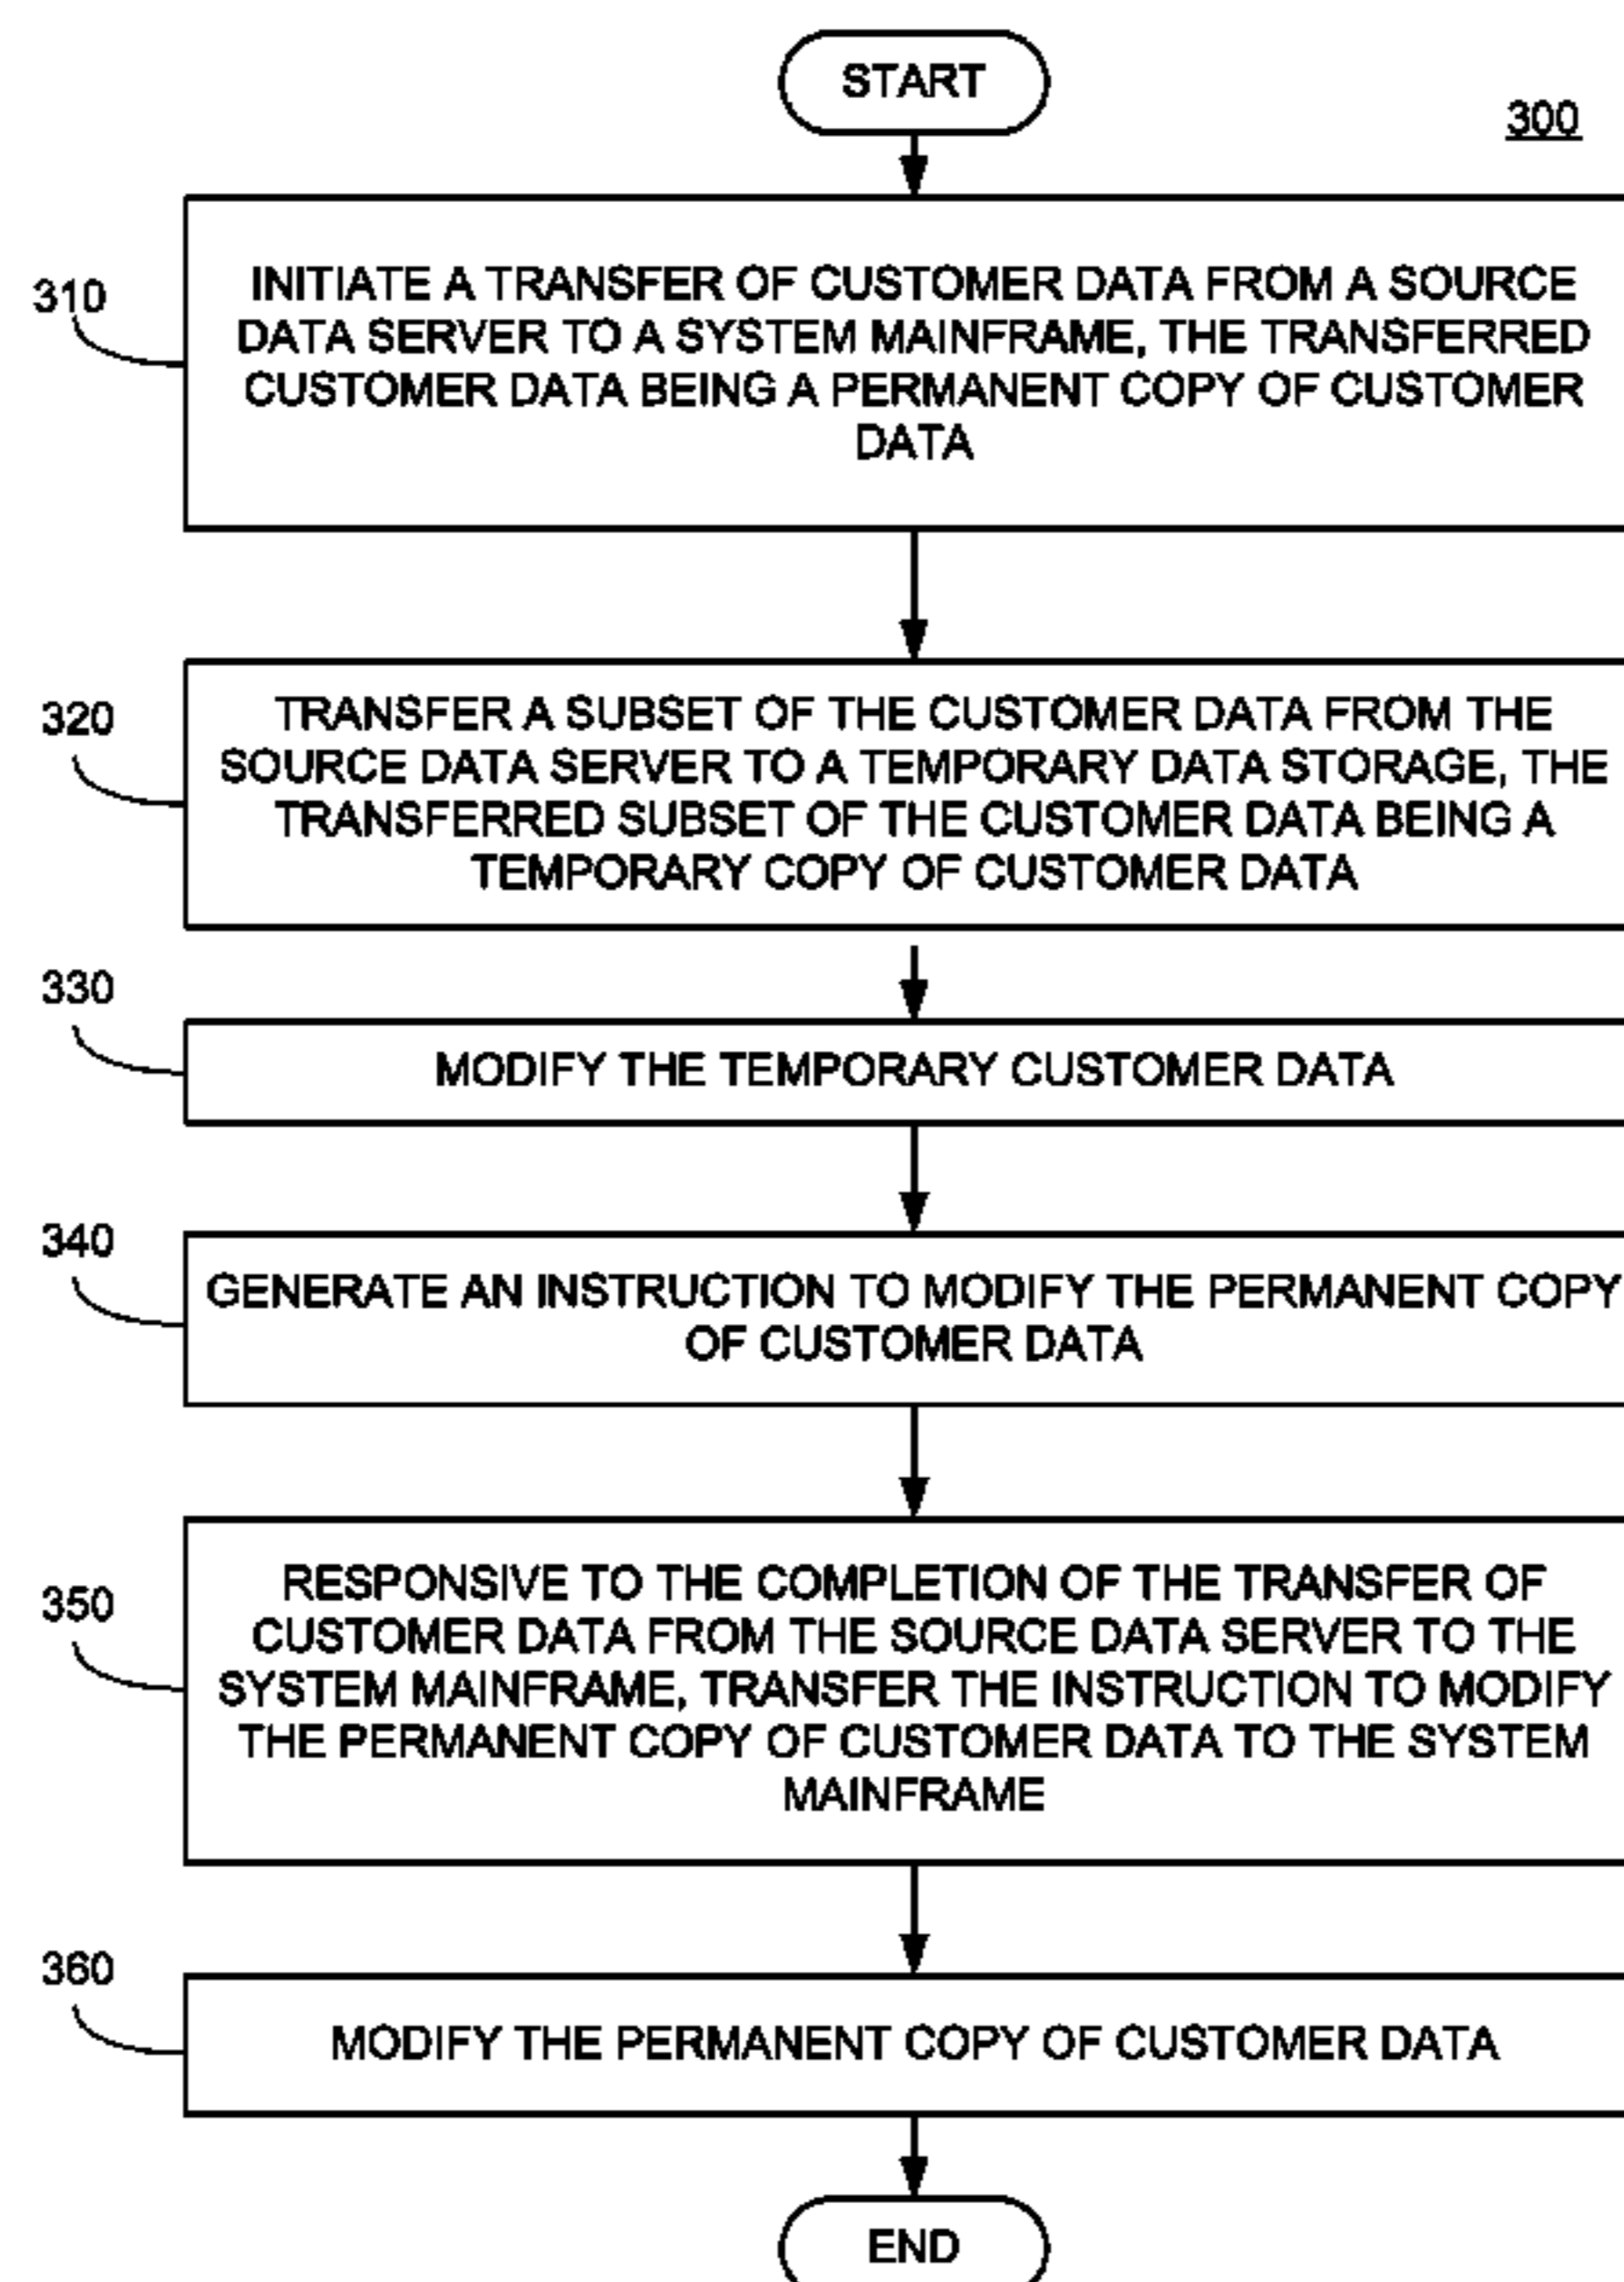 START
300
310
INITIATE A TRANSFER OF CUSTOMER DATA FROM A SOURCE
DATA SERVER TO A SYSTEM MAINFRAME, THE TRANSFERRED
CUSTOMER DATA BEING A PERMANENT COPY OF CUSTOMER
DATA
320
TRANSFER A SUBSET OF THE CUSTOMER DATA FROM THE
SOURCE DATA SERVER TO A TEMPORARY DATA STORAGE, THE
TRANSFERRED SUBSET OF THE CUSTOMER DATA BEING A
TEMPORARY COPY OF CUSTOMER DATA
330
MODIFY THE TEMPORARY CUSTOMER DATA
340
GENERATE AN INSTRUCTION TO MODIFY THE PERMANENT COPY
OF CUSTOMER DATA
350
RESPONSIVE TO THE COMPLETION OF THE TRANSFER OF
CUSTOMER DATA FROM THE SOURCE DATA SERVER TO THE
SYSTEM MAINFRAME, TRANSFER THE INSTRUCTION TO MODIFY
THE PERMANENT COPY OF CUSTOMER DATA TO THE SYSTEM
MAINFRAME
360
MODIFY THE PERMANENT COPY OF CUSTOMER DATA
END